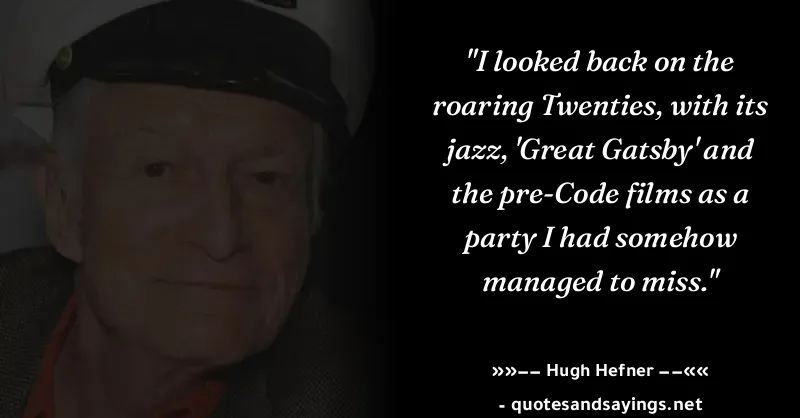 "I looked back on the
roaring Twenties, with its
jazz, 'Great Gatsby' and
the pre-Code films as a
party I had somehow
managed to miss."
»»−− Hugh Hefner −−««
- quotesandsayings.net